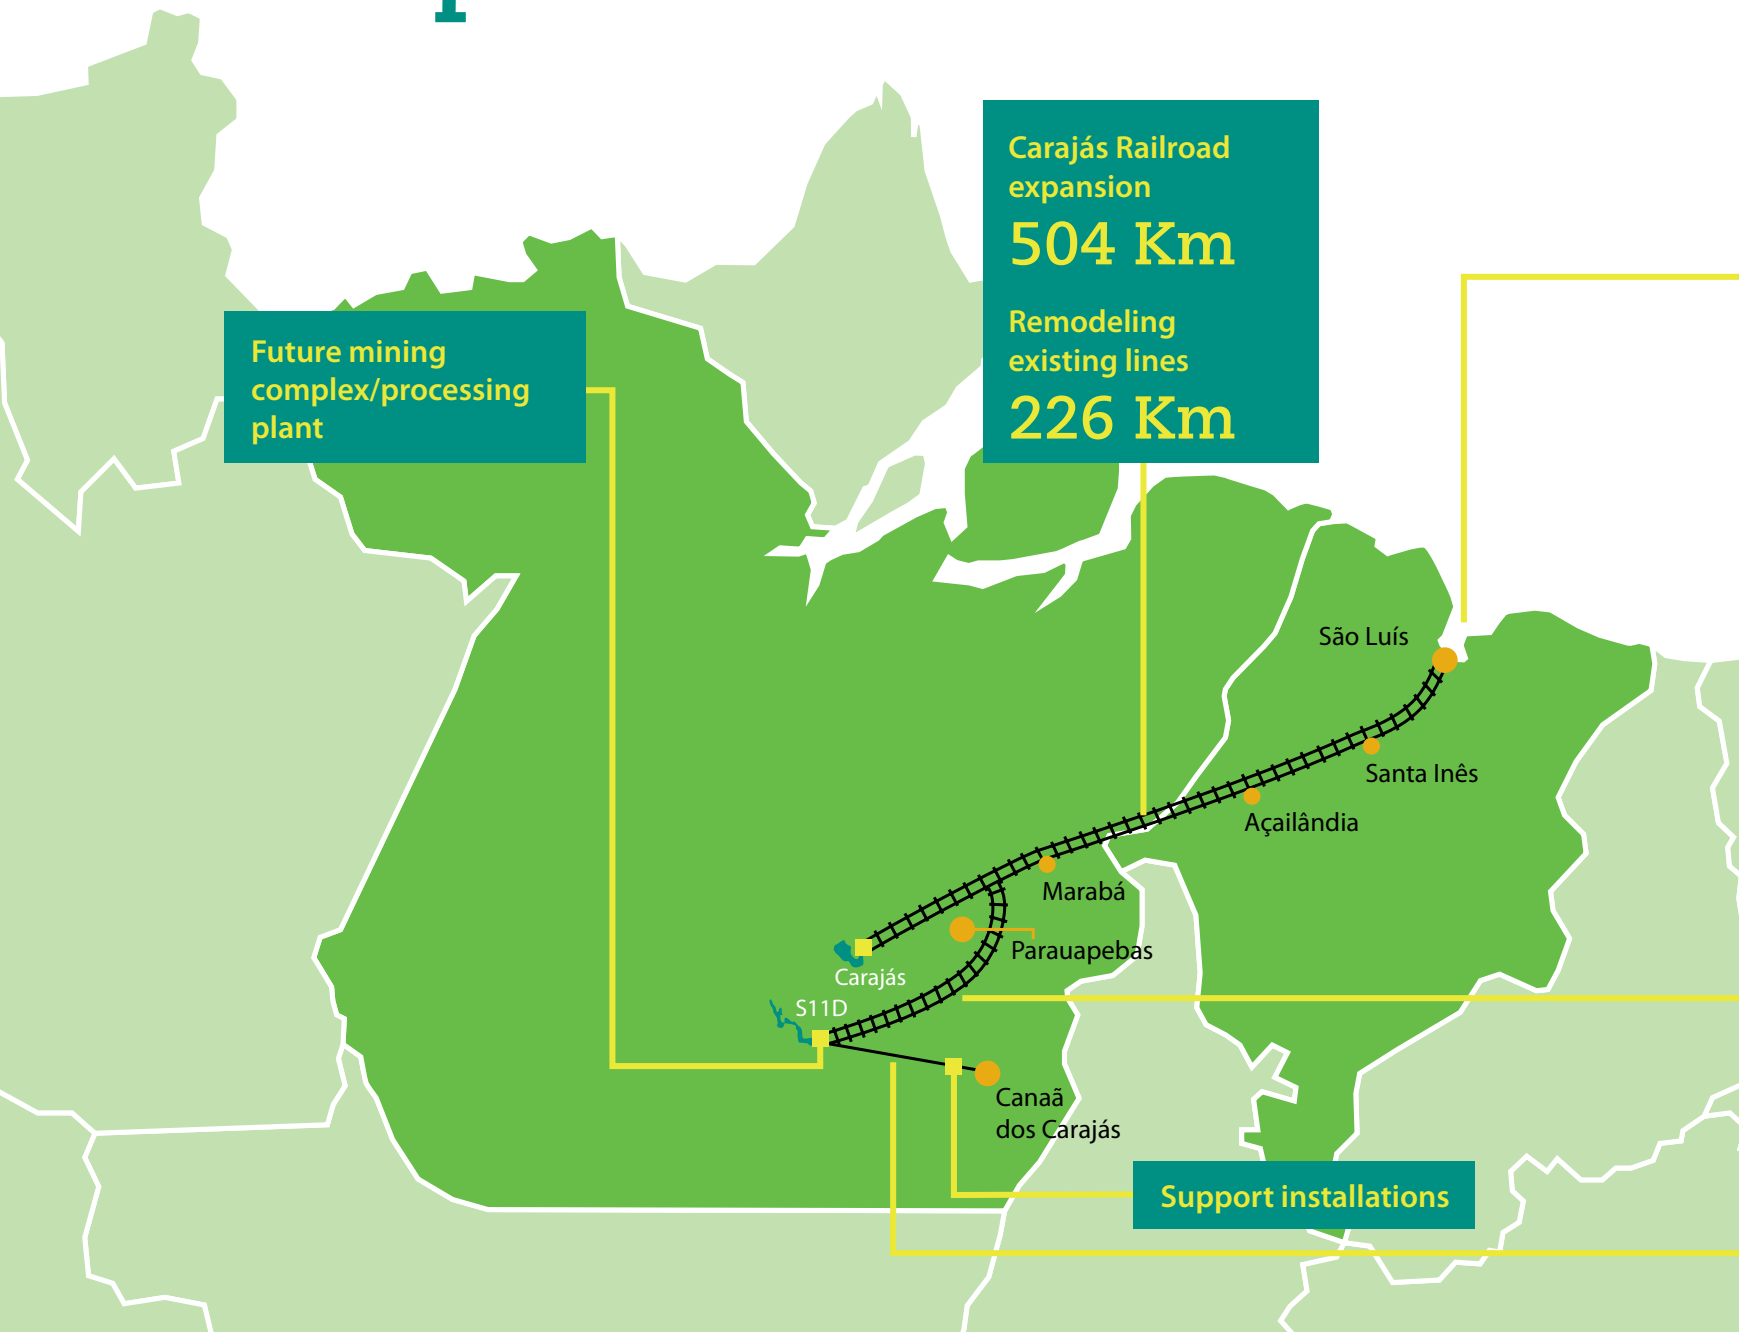 Carajás Railroad
expansion
504 Km
Remodeling
existing lines
226 Km
Future mining
complex/processing
plant
São Luís
Santa Inês
Açailândia
Marabá
Parauapebas
Carajás
S11D
Canaã
dos Carajás
Support installations